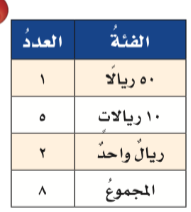 الفئةُ العددُ
٥٠ ريالًا ١
١٠ ريالاتٍ ٥
ريالٌ واحدٌ ٢
المجموعُ ٨